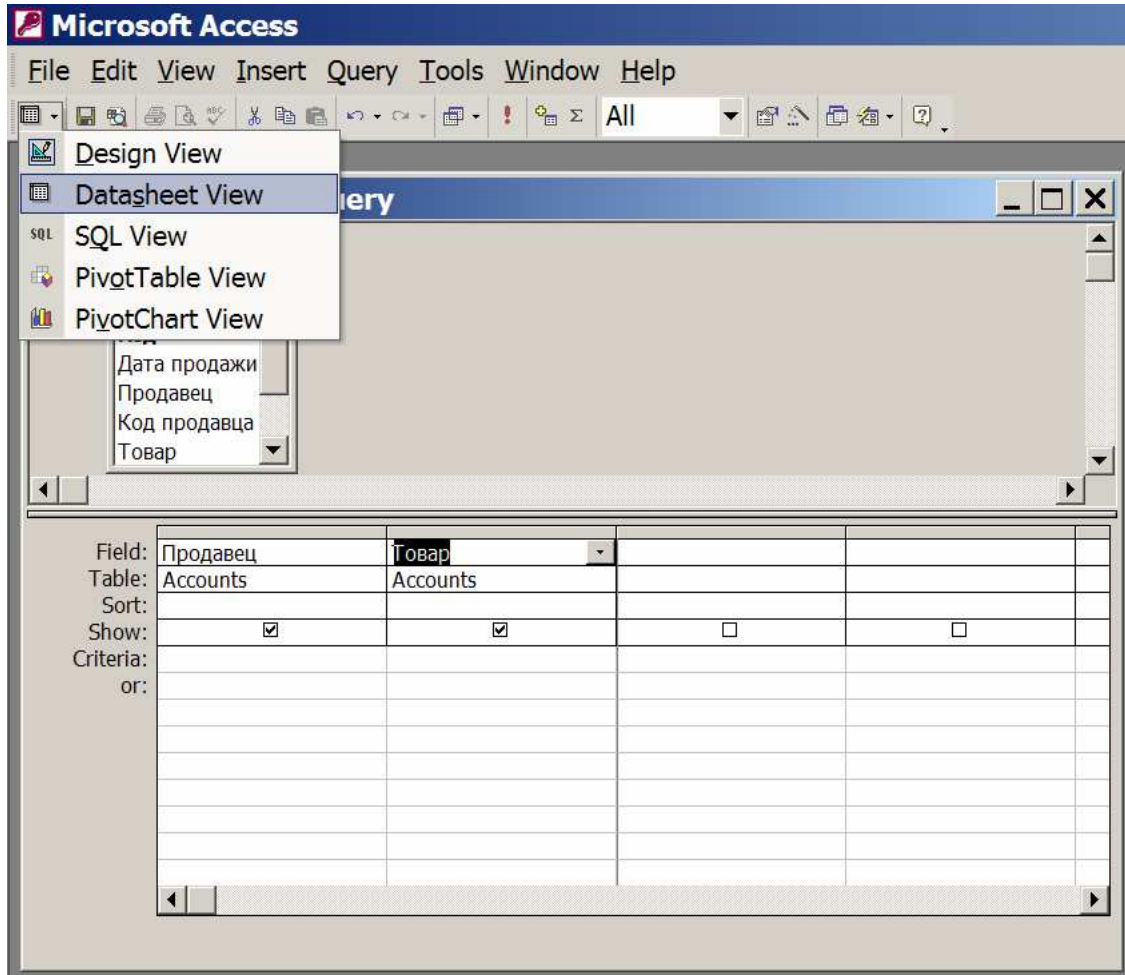 Microsoft Access
File Edit View Insert Query Tools Window Help
All
Design View
Datasheet View
SQL SQL View
PivotTable View
PivotChart View
Дата продажи
Продавец
Код продавца
Товар
Field: Продавец Товар
Table: Accounts Accounts
Sort:
Show:
Criteria:
or: